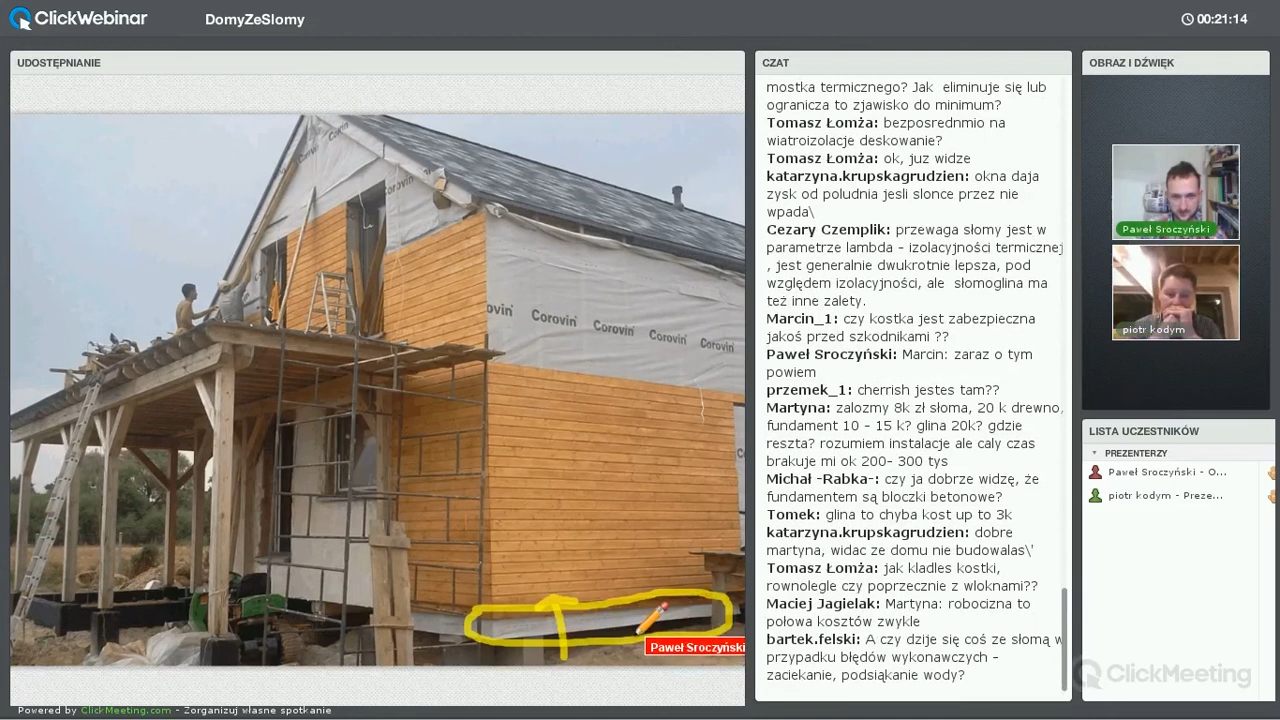 ClickWebinar
DomyZeSlomy
00:21:14
UDOSTĘPNIANIE
Corovin
Corovin
Corovin
Corovin
Corovin
Corovin®
Corovin
Corovin
Corovin
Corovin
Paweł Sroczyński
CZAT
mostka termicznego? Jak eliminuje się lub
ogranicza to zjawisko do minimum?
Tomasz Łomża: bezposrednmio na
wiatroizolacje deskowanie?
Tomasz Łomża: ok, juz widze
katarzyna.krupskagrudzien: okna daja
zysk od poludnia jesli slonce przez nie
wpada\
Cezary Czemplik: przewaga słomy jest w
parametrze lambda - izolacyjności termicznej
, jest generalnie dwukrotnie lepsza, pod
względem izolacyjności, ale słomoglina ma
też inne zalety.
Marcin_1: czy kostka jest zabezpieczna
jakoś przed szkodnikami ??
Paweł Sroczyński: Marcin: zaraz o tym
powiem
przemek_1: cherrish jestes tam??
Martyna: zalozmy 8k zł słoma, 20 k drewno,
fundament 10 - 15 k? glina 20k? gdzie
reszta? rozumiem instalacje ale caly czas
brakuje mi ok 200- 300 tys
Michał -Rabka-: czy ja dobrze widzę, że
fundamentem są bloczki betonowe?
Tomek: glina to chyba kost up to 3k
katarzyna.krupskagrudzien: dobre
martyna, widac ze domu nie budowalas\'
Tomasz Łomża: jak kladles kostki,
rownolegle czy poprzecznie z wloknami??
Maciej Jagielak: Martyna: robocizna to
połowa kosztów zwykle
bartek.felski: A czy dzije się coś ze słomą w
przypadku błędów wykonawczych -
zaciekanie, podsiąkanie wody?
OBRAZ I DŹWIĘK
Paweł Sroczyński
piotr kodym
LISTA UCZESTNIKÓW
PREZENTERZY
Paweł Sroczyński - O...
piotr kodym - Preze...
ClickMeeting
Powered by ClickMeeting.com - Zorganizuj własne spotkanie